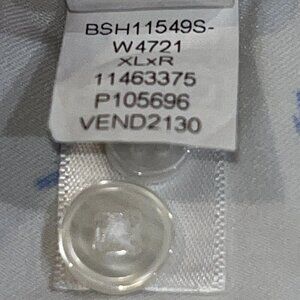 BSH11549S-
W4721
XLxR
11463375
P105696
VEND2130